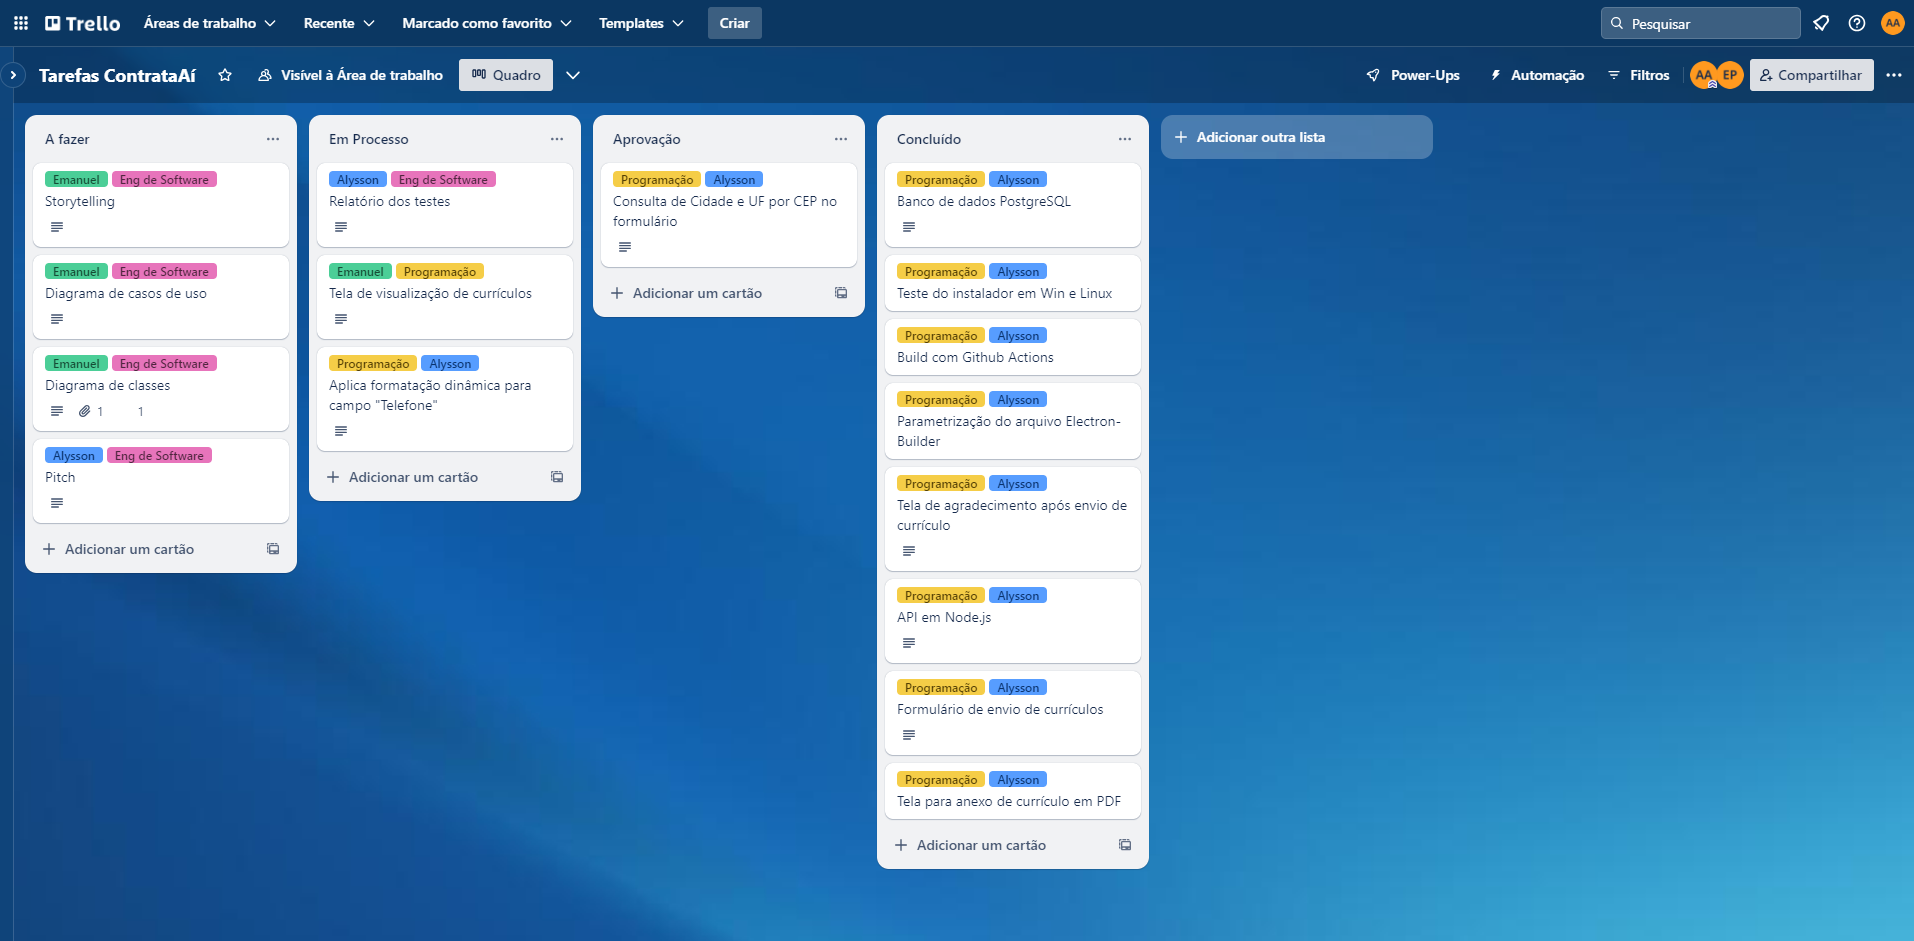 Trello Áreas de trabalho Recente Marcado como favorito Templates Criar Pesquisar AA
Tarefas ContrataAí Visível à Área de trabalho Quadro Power-Ups Automação Filtros AA EP Compartilhar
A fazer
Emanuel Eng de Software
Storytelling
Emanuel Eng de Software
Diagrama de casos de uso
Emanuel Eng de Software
Diagrama de classes
1 1
Alysson Eng de Software
Pitch
Adicionar um cartão
Em Processo
Alysson Eng de Software
Relatório dos testes
Emanuel Programação
Tela de visualização de currículos
Programação Alysson
Aplica formatação dinâmica para
campo "Telefone"
Adicionar um cartão
Aprovação
Programação Alysson
Consulta de Cidade e UF por CEP no
formulário
Adicionar um cartão
Concluído
Programação Alysson
Banco de dados PostgreSQL
Programação Alysson
Teste do instalador em Win e Linux
Programação Alysson
Build com Github Actions
Programação Alysson
Parametrização do arquivo Electron-
Builder
Programação Alysson
Tela de agradecimento após envio de
currículo
Programação Alysson
API em Node.js
Programação Alysson
Formulário de envio de currículos
Programação Alysson
Tela para anexo de currículo em PDF
Adicionar um cartão
Adicionar outra lista